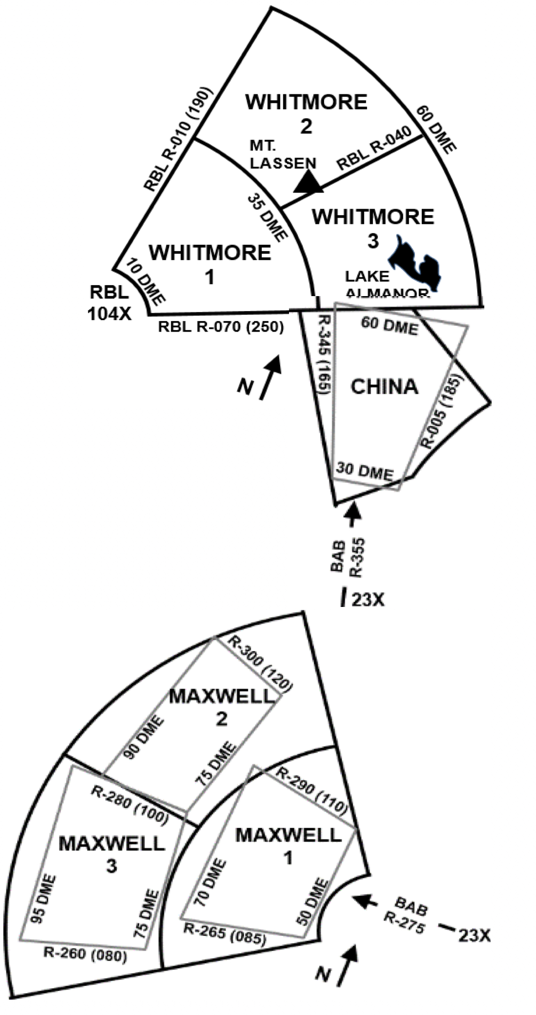 RBL R-010 (190)
WHITMORE
2
60 DME
MT.
LASSEN
RBL R-040
35 DME
WHITMORE
3
WHITMORE
1
10 DME
LAKE
ALMANOR
RBL
104X
RBL R-070 (250)
60 DME
R-345 (165)
N
CHINA
R-005 (185)
30 DME
BAB
R-355
23X
R-300 (120)
MAXWELL
2
90 DME
75 DME
R-290 (110)
R-280 (100)
MAXWELL
3
MAXWELL
1
70 DME
50 DME
95 DME
75 DME
R-265 (085)
R-260 (080)
BAB
R-275
23X
N